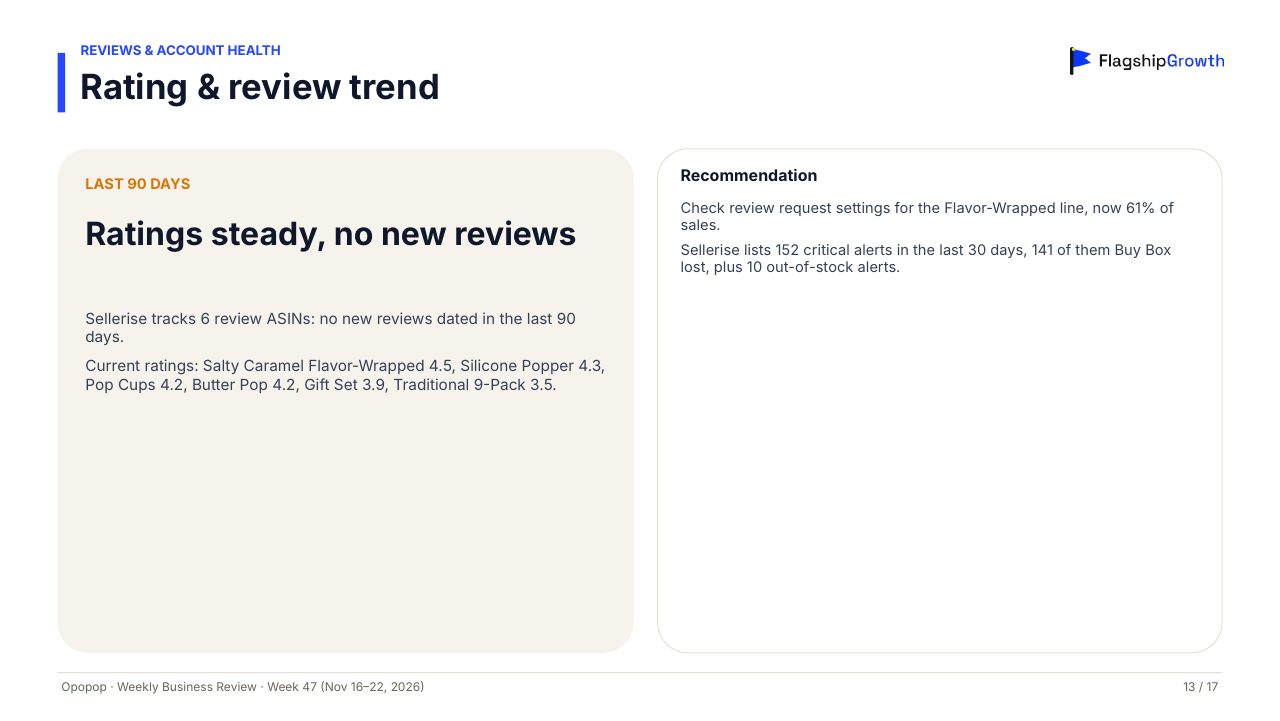 REVIEWS & ACCOUNT HEALTH
Rating & review trend
FlagshipGrowth
LAST 90 DAYS
Ratings steady, no new reviews
Sellerise tracks 6 review ASINs: no new reviews dated in the last 90
days.
Current ratings: Salty Caramel Flavor-Wrapped 4.5, Silicone Popper 4.3,
Pop Cups 4.2, Butter Pop 4.2, Gift Set 3.9, Traditional 9-Pack 3.5.
Recommendation
Check review request settings for the Flavor-Wrapped line, now 61% of
sales.
Sellerise lists 152 critical alerts in the last 30 days, 141 of them Buy Box
lost, plus 10 out-of-stock alerts.
Opopop · Weekly Business Review · Week 47 (Nov 16–22, 2026)
13 / 17